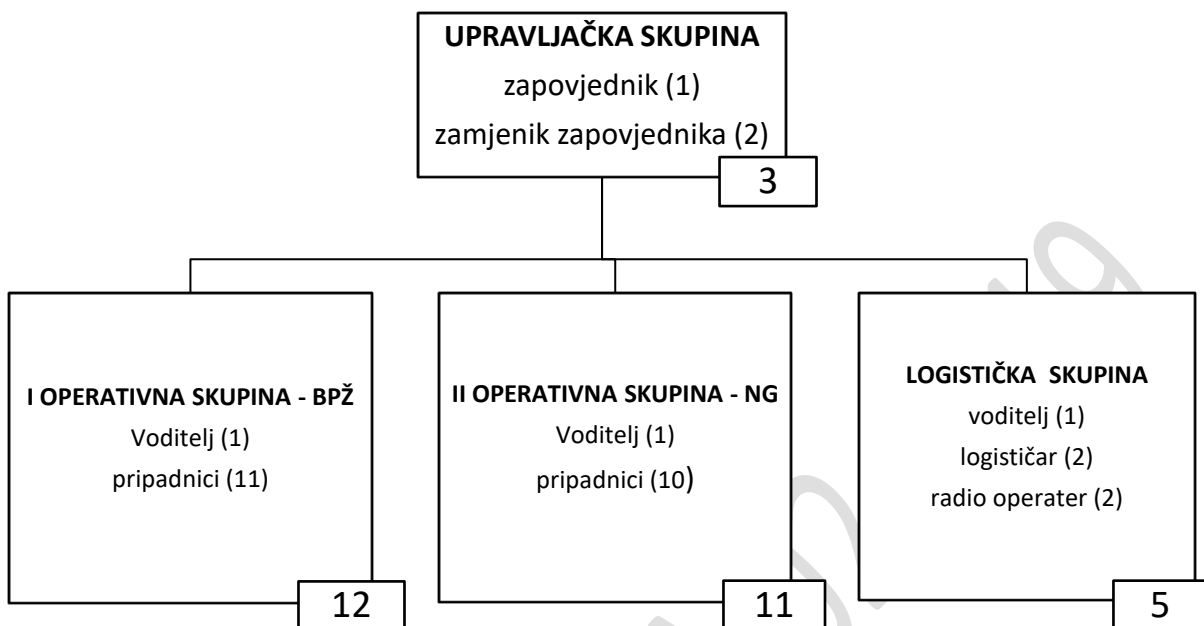 UPRAVLJAČKA SKUPINA
zapovjednik (1)
zamjenik zapovjednika (2)
3
I OPERATIVNA SKUPINA - BPŽ
Voditelj (1)
pripadnici (11)
12
II OPERATIVNA SKUPINA - NG
Voditelj (1)
pripadnici (10)
11
LOGISTIČKA SKUPINA
voditelj (1)
logističar (2)
radio operater (2)
5